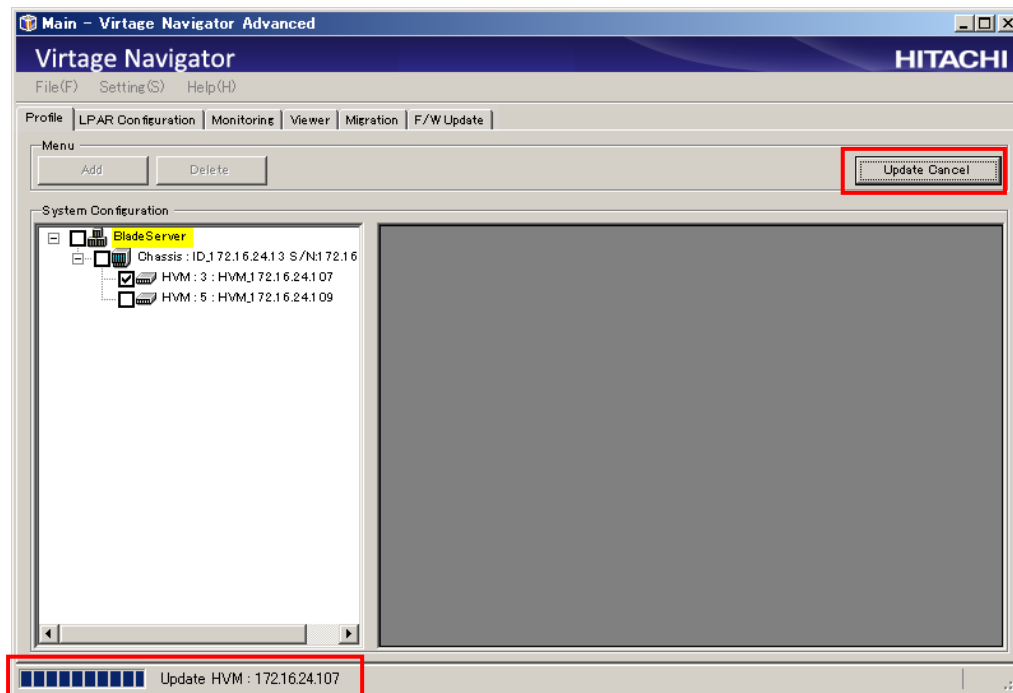 Main - Virtage Navigator Advanced
Virtage Navigator
HITACHI
File(F) Setting(S) Help(H)
Profile LPAR Configuration Monitoring Viewer Migration F/W Update
Menu
Add Delete Update Cancel
System Configuration
BladeServer
Chassis : ID_172.16.24.13 S/N:172.16
HVM : 3 : HVM_172.16.24.107
HVM : 5 : HVM_172.16.24.109
Update HVM : 172.16.24.107